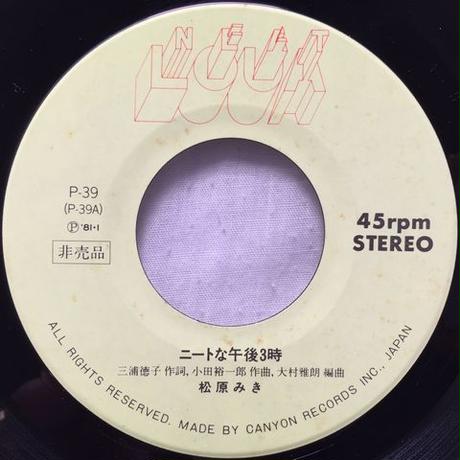 NEAT
LOOK
P-39
(P-39A)
Ⓟ'81・1
非売品
45rpm
STEREO
ニートな午後3時
三浦徳子 作詞, 小田裕一郎 作曲, 大村雅朗 編曲
松原みき
ALL RIGHTS RESERVED. MADE BY CANYON RECORDS INC., JAPAN